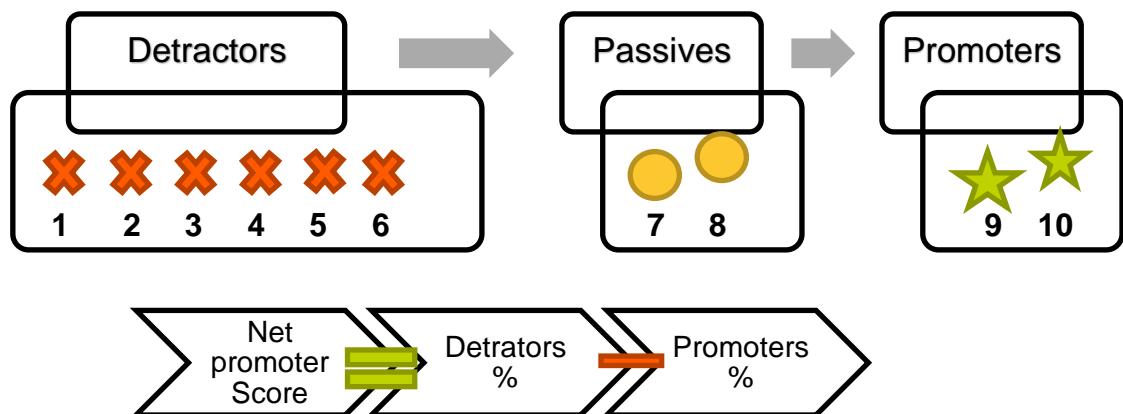 Detractors
Passives
Promoters
1 2 3 4 5 6
7 8
9 10
Net
promoter
Score
Detrators
%
Promoters
%